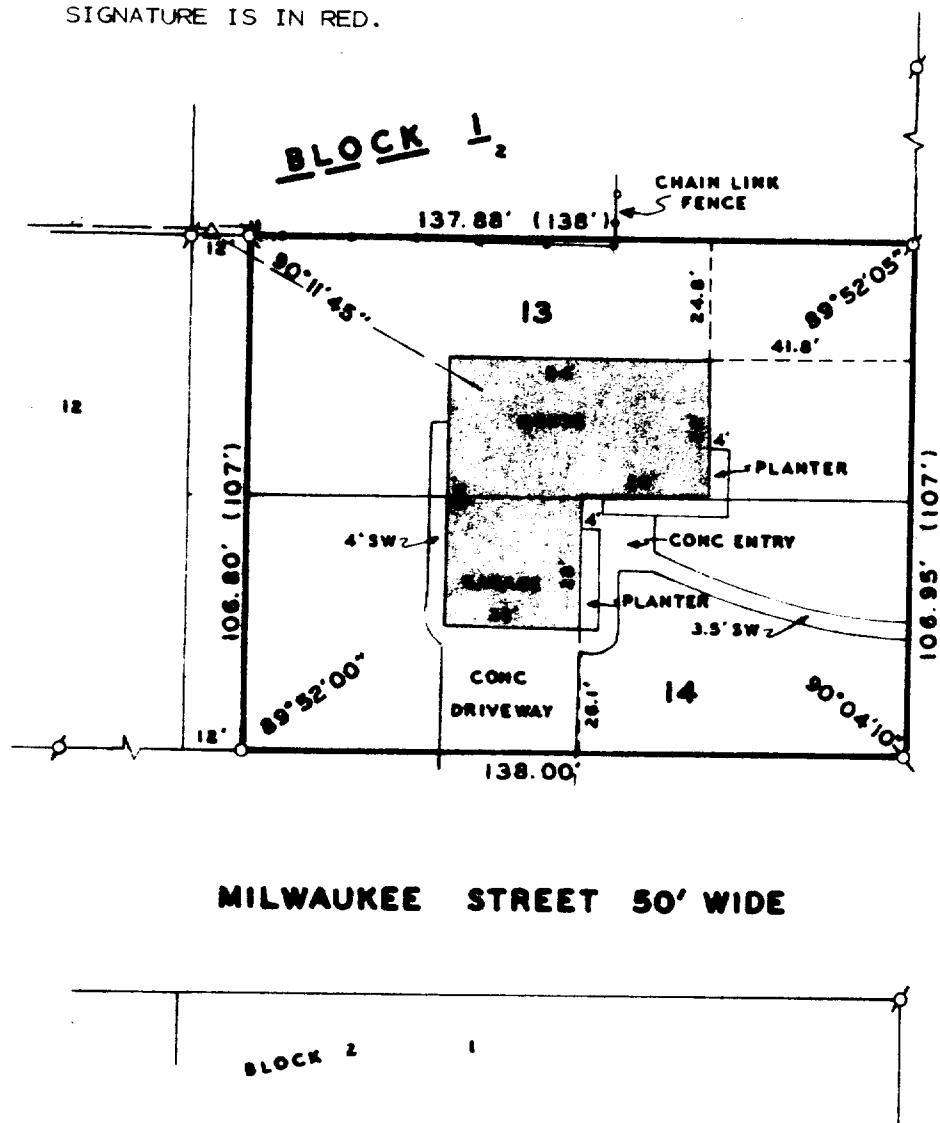 SIGNATURE IS IN RED.
BLOCK 1
2
CHAIN LINK
FENCE
137.88' (138')
12'
90°11'45"
13
24.8'
89°52'05"
41.8'
12
4'
PLANTER
106.80' (107')
106.95' (107')
4' SW
4'
CONC ENTRY
GARAGE
PLANTER
3.5' SW
89°52'00"
CONC
DRIVEWAY
26.1'
14
90°04'10"
12'
138.00'
MILWAUKEE STREET 50' WIDE
BLOCK 2 1